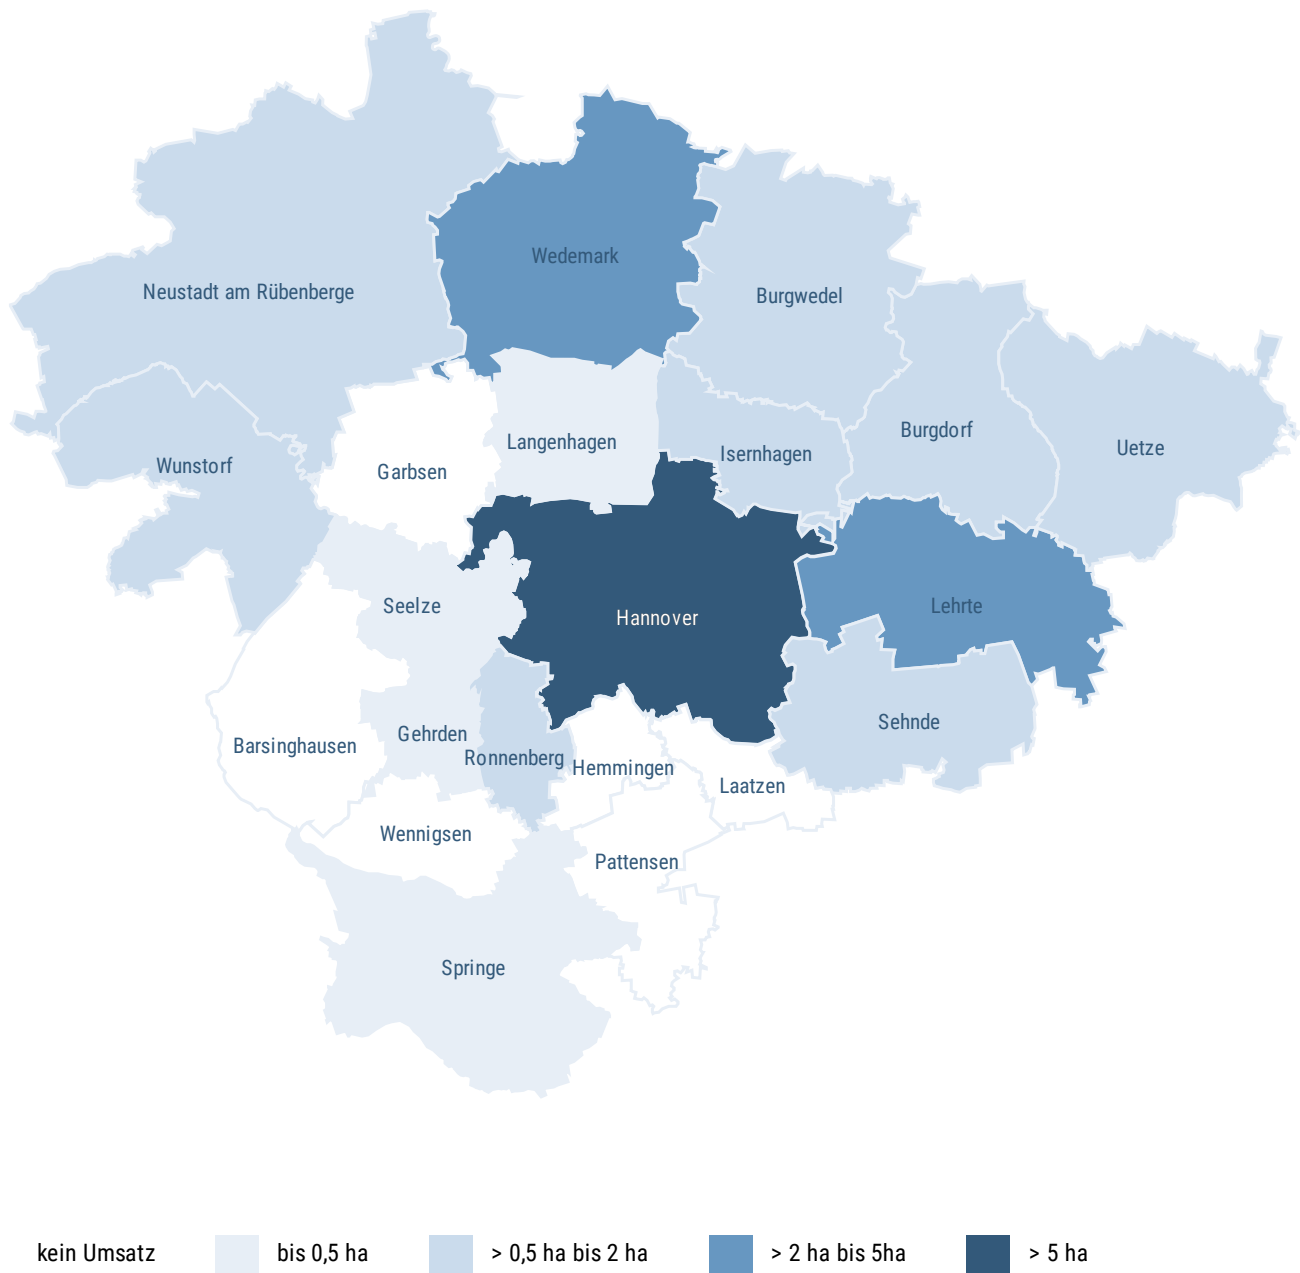 Wedemark
Neustadt am Rübenberge
Burgwedel
Burgdorf
Langenhagen
Uetze
Isernhagen
Wunstorf
Garbsen
Seelze
Lehrte
Hannover
Sehnde
Gehrden
Barsinghausen
Ronnenberg
Hemmingen
Laatzen
Wennigsen
Pattensen
Springe
kein Umsatz
bis 0,5 ha
> 0,5 ha bis 2 ha
> 2 ha bis 5ha
> 5 ha